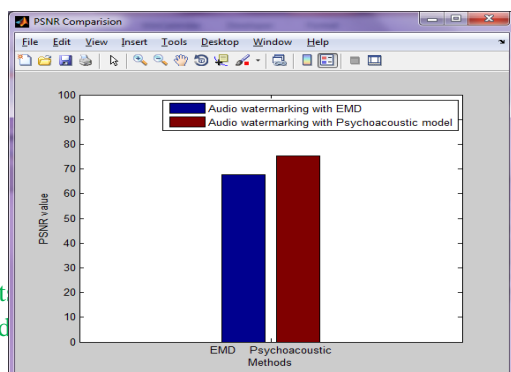 PSNR Comparision
File Edit View Insert Tools Desktop Window Help
100
90
80
70
60
50
40
30
20
10
0
PSNR value
Audio watermarking with EMD
Audio watermarking with Psychoacoustic model
EMD Psychoacoustic
Methods